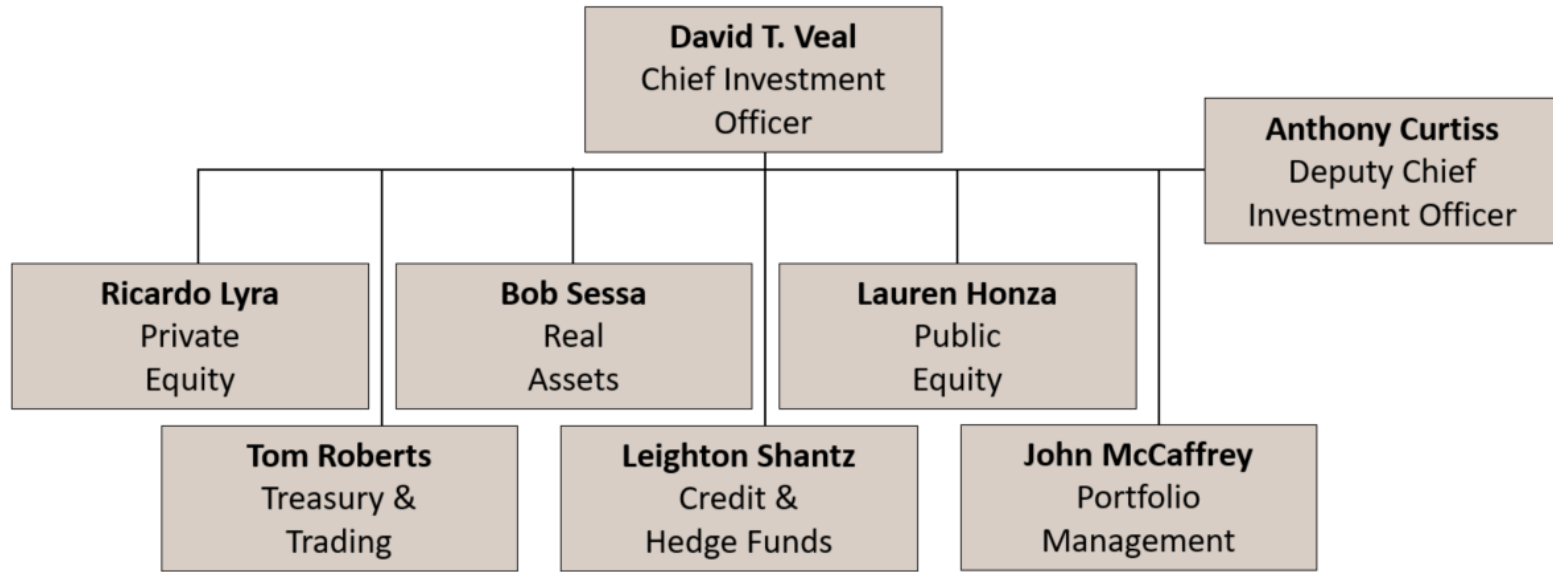 David T. Veal
Chief Investment
Officer
Anthony Curtiss
Deputy Chief
Investment Officer
Ricardo Lyra
Private
Equity
Bob Sessa
Real
Assets
Lauren Honza
Public
Equity
Tom Roberts
Treasury &
Trading
Leighton Shantz
Credit &
Hedge Funds
John McCaffrey
Portfolio
Management